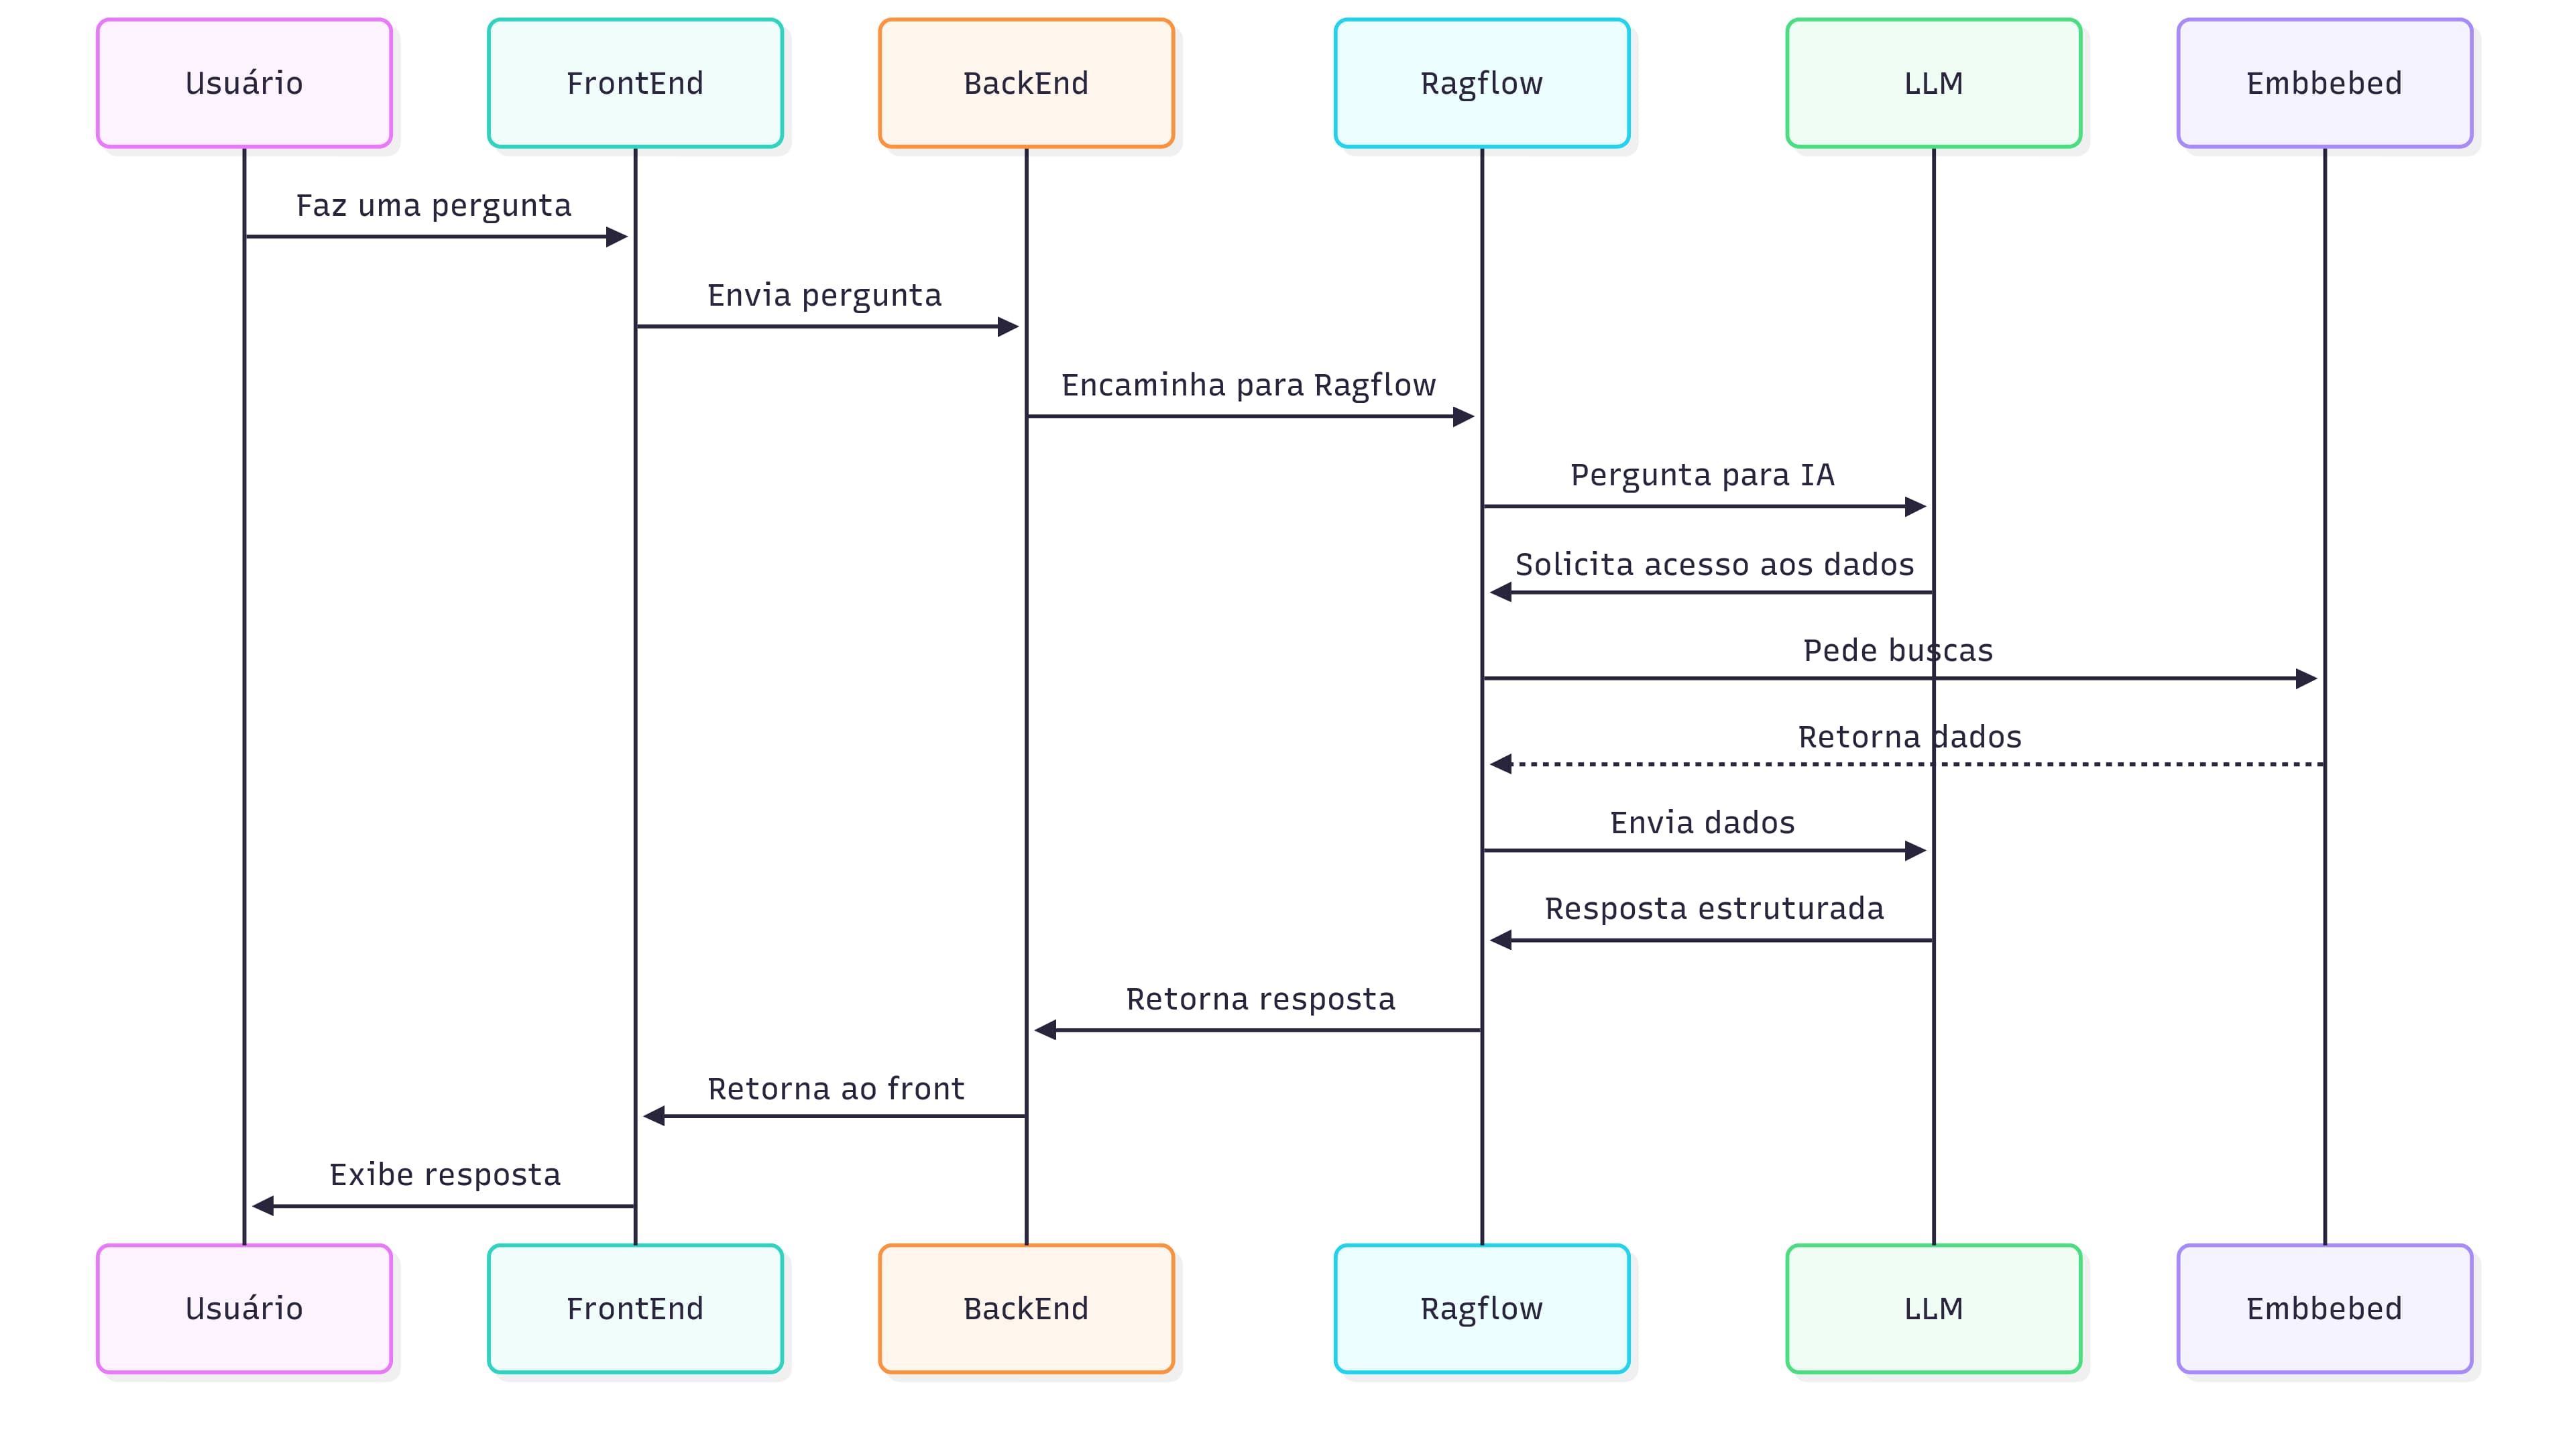 Usuário
FrontEnd
BackEnd
Ragflow
LLM
Embbebed
Faz uma pergunta
Envia pergunta
Encaminha para Ragflow
Pergunta para IA
Solicita acesso aos dados
Pede buscas
Retorna dados
Envia dados
Resposta estruturada
Retorna resposta
Retorna ao front
Exibe resposta
Usuário
FrontEnd
BackEnd
Ragflow
LLM
Embbebed